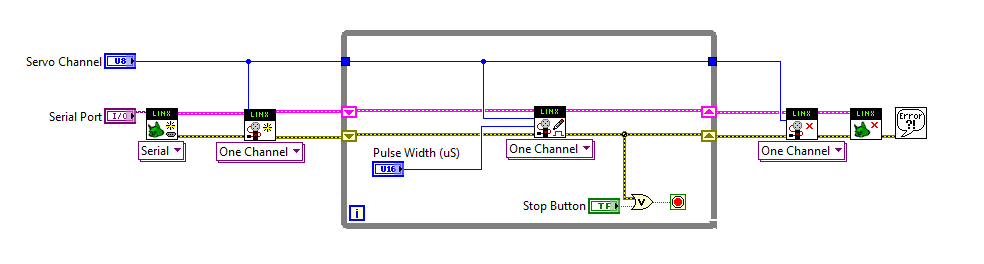 Servo Channel
U8
Serial Port
I/O
LINX
Serial
LINX
One Channel
Pulse Width (uS)
U16
LINX
One Channel
Stop Button
TF
V
i
LINX
One Channel
LINX
Error
?!